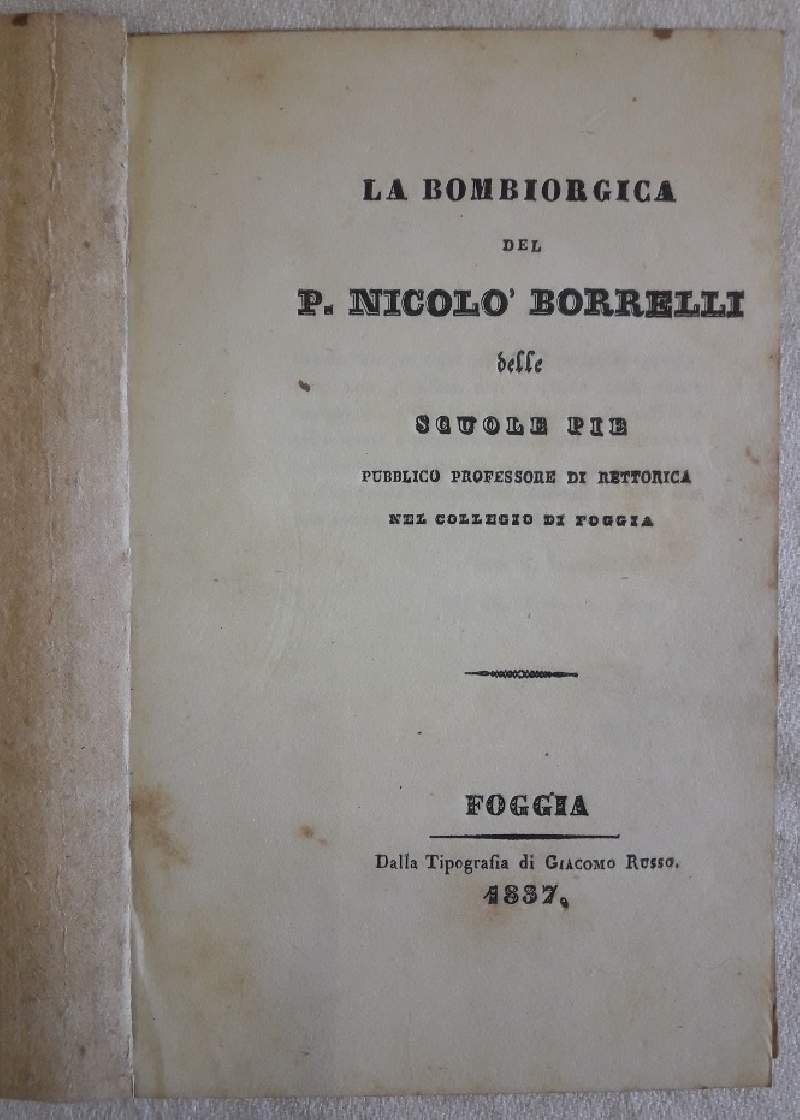 LA BOMBIORGICA
DEL
P. NICOLO' BORRELLI
delle
SCUOLE PIE
PUBBLICO PROFESSORE DI RETTORICA
NEL COLLEGIO DI FOGGIA
FOGGIA
Dalla Tipografia di GIACOMO RUSSO.
1837.